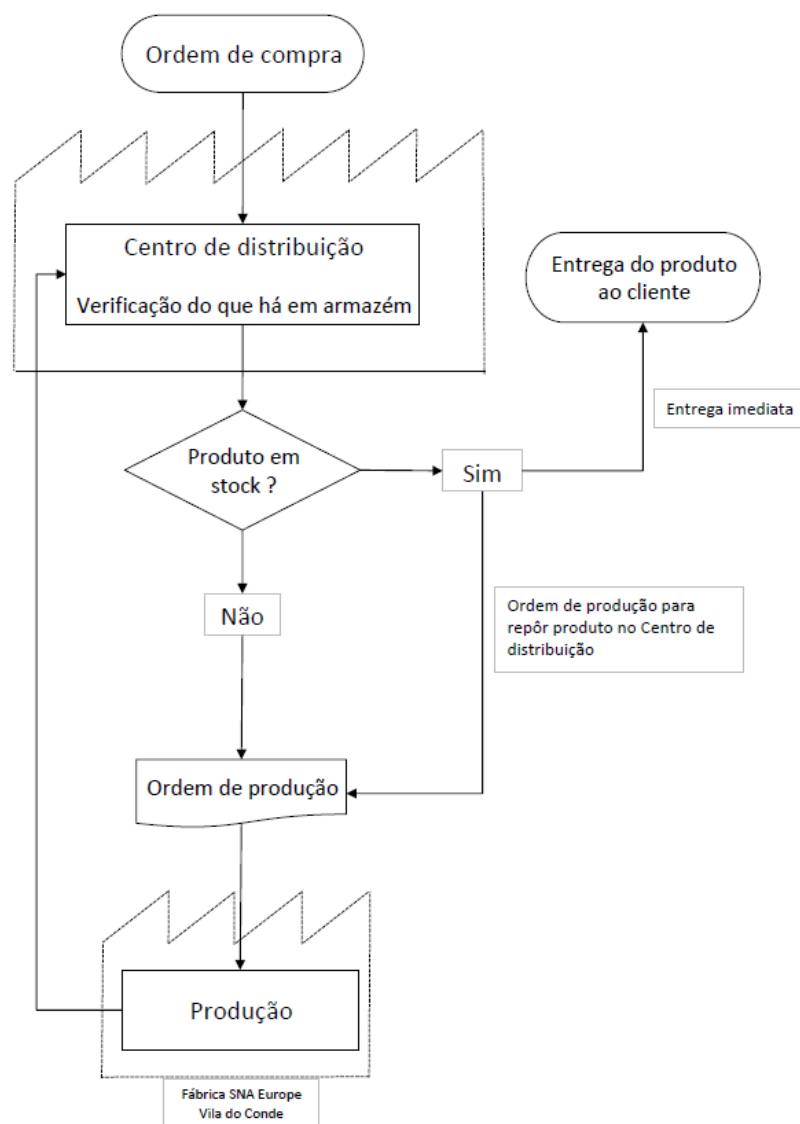 Ordem de compra
Centro de distribuição
Verificação do que há em armazém
Entrega do produto
ao cliente
Entrega imediata
Produto em
stock ?
Sim
Não
Ordem de produção para
repôr produto no Centro de
distribuição
Ordem de produção
Produção
Fábrica SNA Europe
Vila do Conde